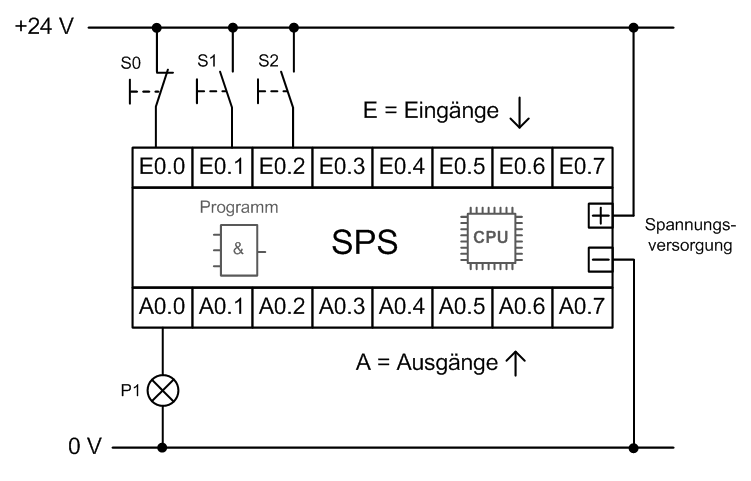 +24 V
S0
S1
S2
E = Eingänge
E0.0 E0.1 E0.2 E0.3 E0.4 E0.5 E0.6 E0.7
Programm
&
SPS
CPU
+
−
Spannungs-
versorgung
A0.0 A0.1 A0.2 A0.3 A0.4 A0.5 A0.6 A0.7
A = Ausgänge
P1
0 V